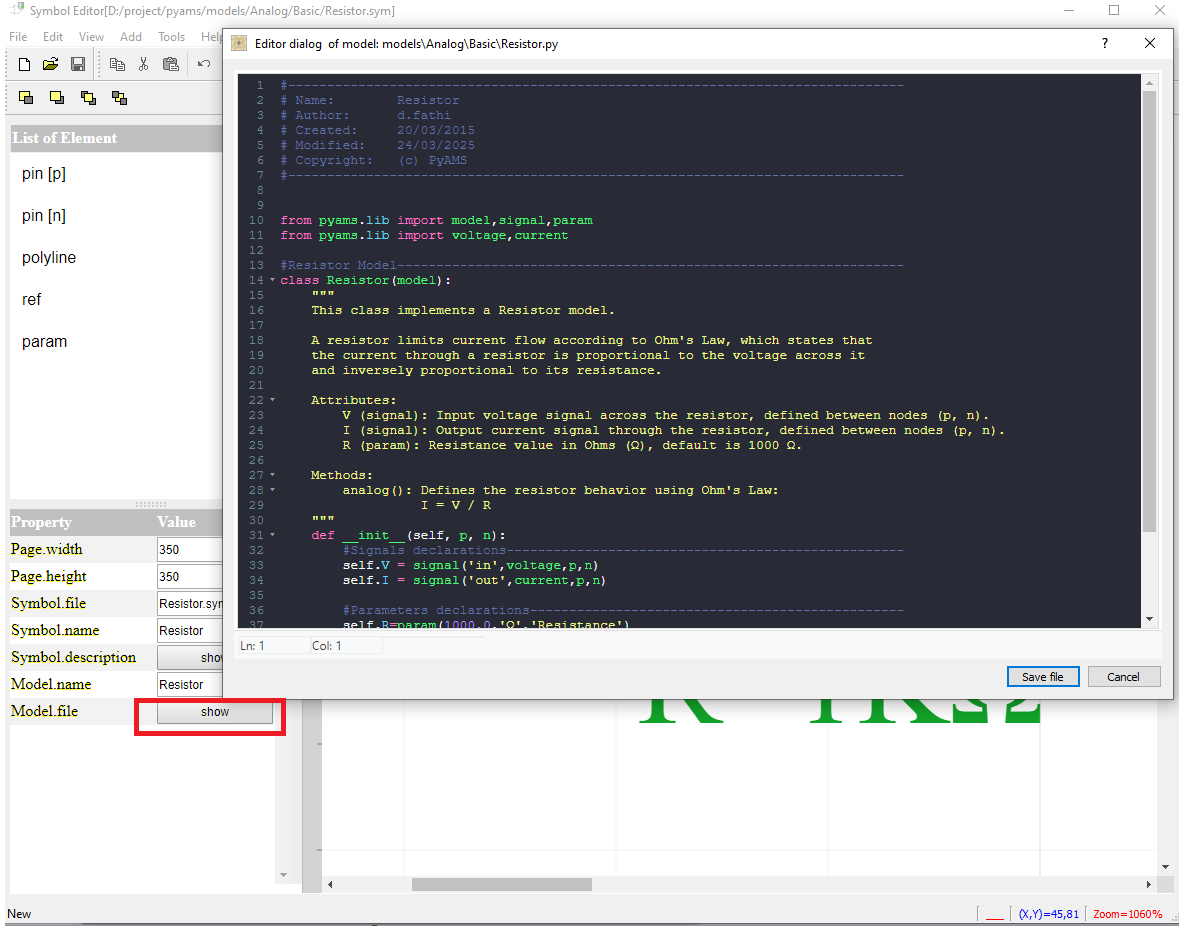 Symbol Editor[D:/project/pyams/models/Analog/Basic/Resistor.sym]
File Edit View Add Tools Help
List of Element
pin [p]
pin [n]
polyline
ref
param
Property Value
Page.width 350
Page.height 350
Symbol.file Resistor.sym
Symbol.name Resistor
Symbol.description show
Model.name Resistor
Model.file show
Editor dialog of model: models\Analog\Basic\Resistor.py
? 
1 #-------------------------------------------------------------------------------
2 # Name: Resistor
3 # Author: d.fathi
4 # Created: 20/03/2015
5 # Modified: 24/03/2025
6 # Copyright: (c) PyAMS
7 #-------------------------------------------------------------------------------
8
9
10 from pyams.lib import model,signal,param
11 from pyams.lib import voltage,current
12
13 #Resistor Model-----------------------------------------------------------------
14 class Resistor(model):
15 """
16 This class implements a Resistor model.
17
18 A resistor limits current flow according to Ohm's Law, which states that
19 the current through a resistor is proportional to the voltage across it
20 and inversely proportional to its resistance.
21
22 Attributes:
23 V (signal): Input voltage signal across the resistor, defined between nodes (p, n).
24 I (signal): Output current signal through the resistor, defined between nodes (p, n).
25 R (param): Resistance value in Ohms (Ω), default is 1000 Ω.
26
27 Methods:
28 analog(): Defines the resistor behavior using Ohm's Law:
29 I = V / R
30 """
31 def __init__(self, p, n):
32 #Signals declarations---------------------------------------------------
33 self.V = signal('in',voltage,p,n)
34 self.I = signal('out',current,p,n)
35
36 #Parameters declarations------------------------------------------------
37 self.R=param(1000.0,'Ω','Resistance')
Ln: 1 Col: 1
Save file Cancel
New
(X,Y)=45,81 Zoom=1060%